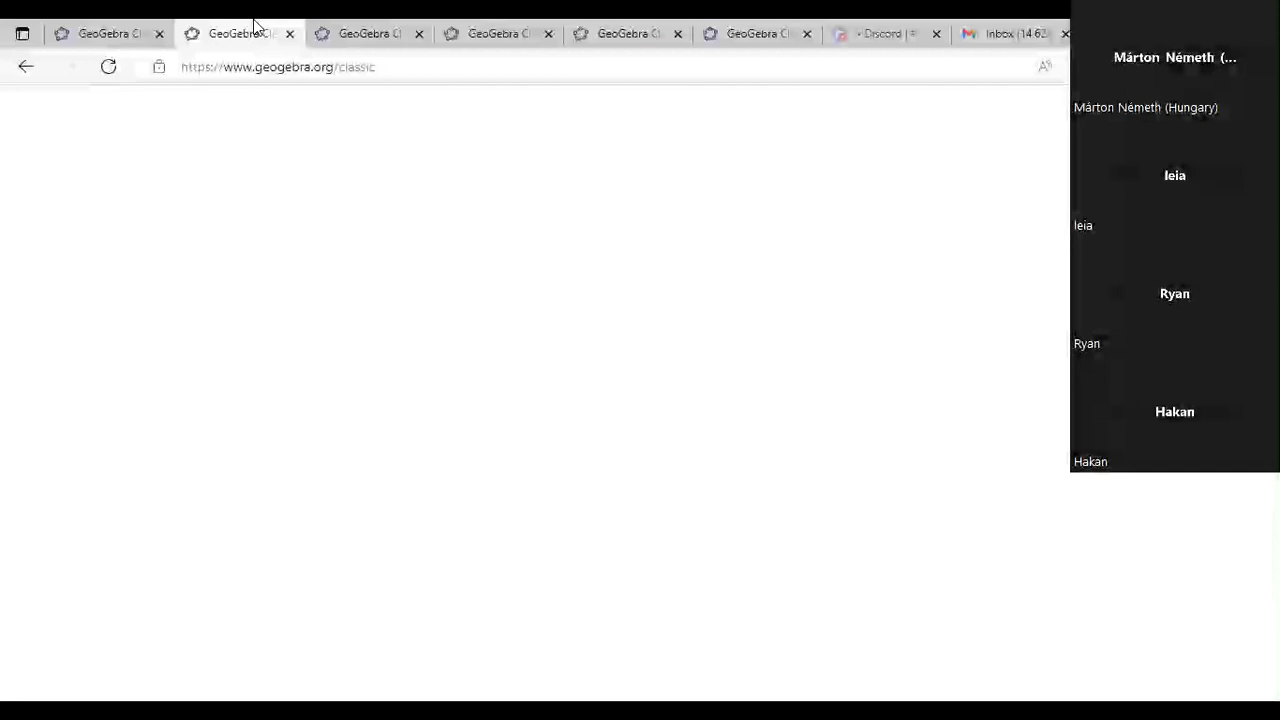 GeoGebra Cl GeoGebra Cla GeoGebra Cl GeoGebra Cl GeoGebra Cl GeoGebra Cl • Discord | # Inbox (14 62
https://www.geogebra.org/classic
Márton Németh (...
Márton Németh (Hungary)
leia
leia
Ryan
Ryan
Hakan
Hakan